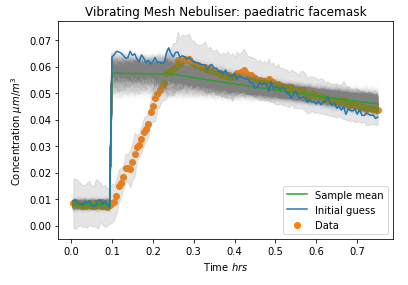 Vibrating Mesh Nebuliser: paediatric facemask
Concentration μm/m³
0.07
0.06
0.05
0.04
0.03
0.02
0.01
0.00
Sample mean
Initial guess
Data
0.0 0.1 0.2 0.3 0.4 0.5 0.6 0.7
Time hrs